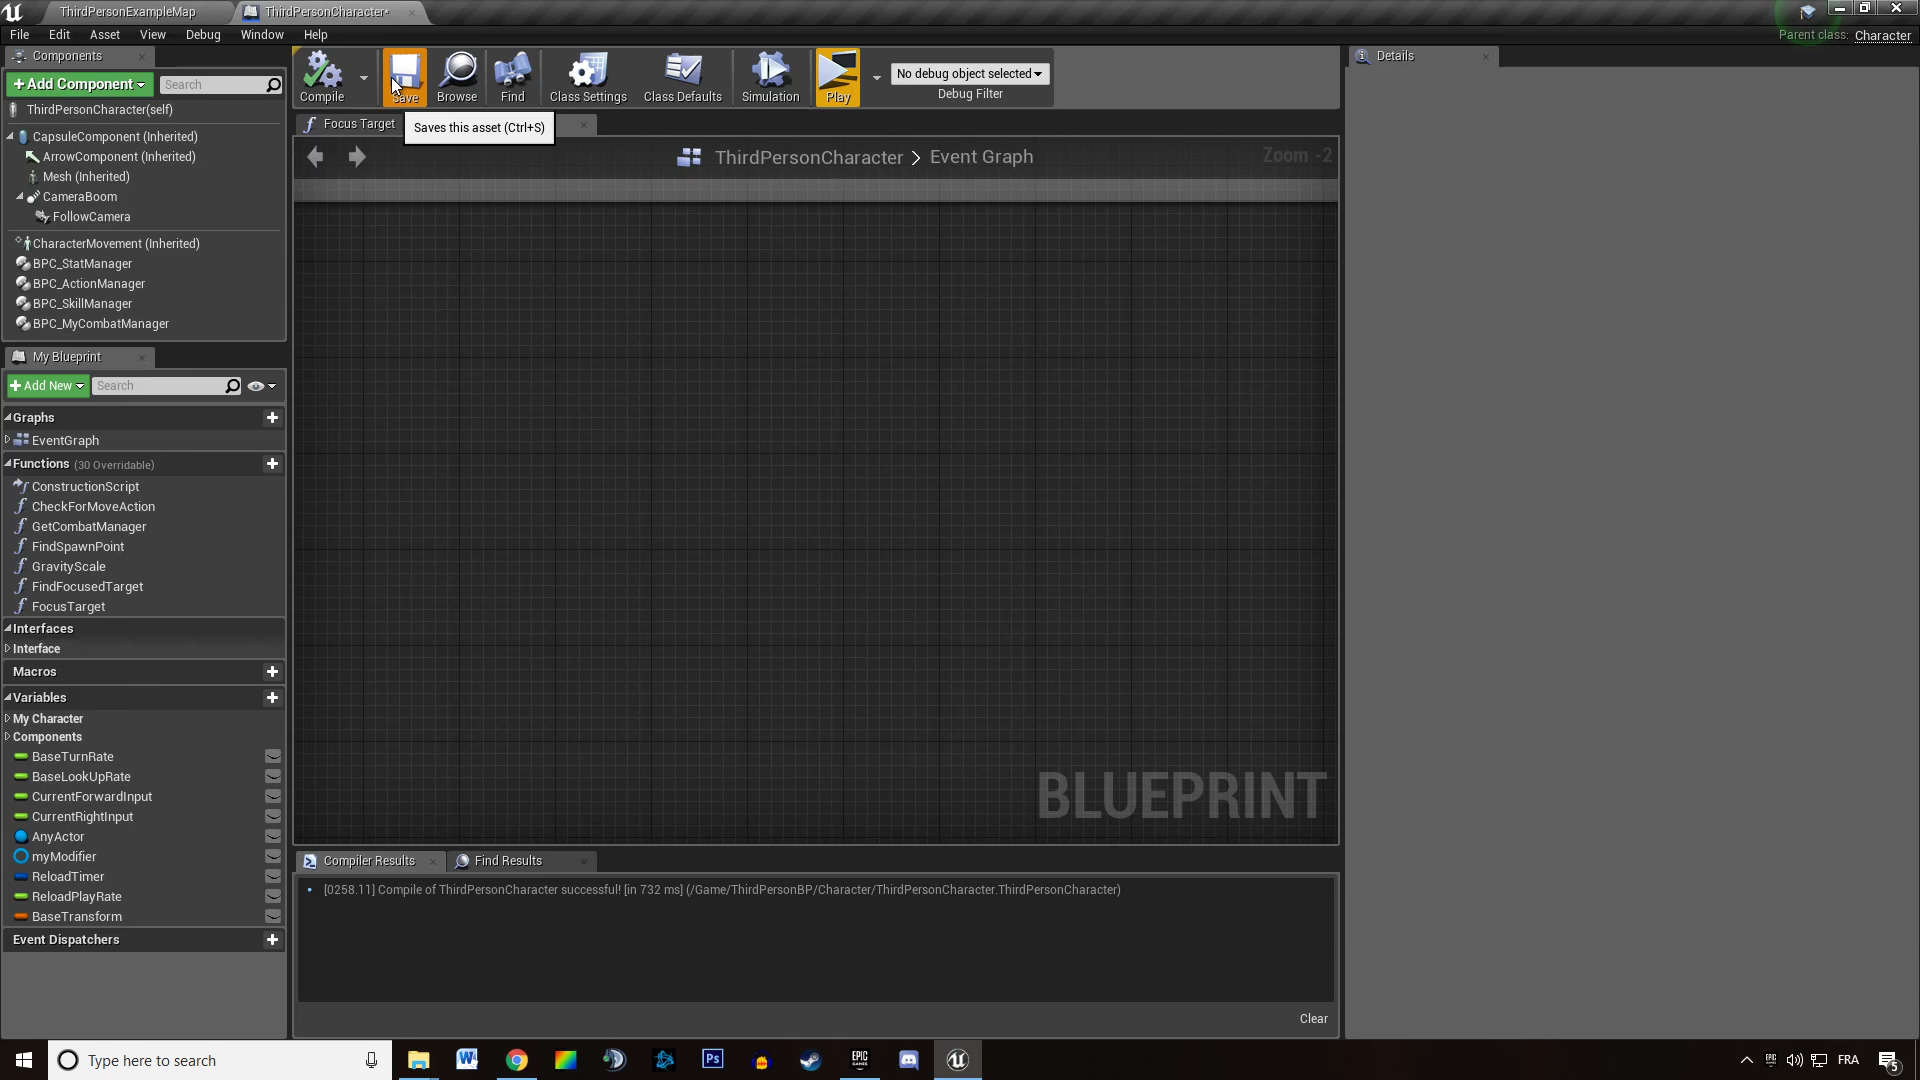 ThirdPersonExampleMap
ThirdPersonCharacter*
File Edit Asset View Debug Window Help
Parent class: Character
Components
Add Component
Search
ThirdPersonCharacter(self)
CapsuleComponent (Inherited)
ArrowComponent (Inherited)
Mesh (Inherited)
CameraBoom
FollowCamera
CharacterMovement (Inherited)
BPC_StatManager
BPC_ActionManager
BPC_SkillManager
BPC_MyCombatManager
My Blueprint
Add New
Search
Graphs
EventGraph
Functions (30 Overridable)
ConstructionScript
CheckForMoveAction
GetCombatManager
FindSpawnPoint
GravityScale
FindFocusedTarget
FocusTarget
Interfaces
Interface
Macros
Variables
My Character
Components
BaseTurnRate
BaseLookUpRate
CurrentForwardInput
CurrentRightInput
AnyActor
myModifier
ReloadTimer
ReloadPlayRate
BaseTransform
Event Dispatchers
Compile Save Browse Find Class Settings Class Defaults Simulation Play
No debug object selected
Debug Filter
Focus Target
Saves this asset (Ctrl+S)
ThirdPersonCharacter > Event Graph
Zoom -2
BLUEPRINT
Compiler Results
Find Results
[0258.11] Compile of ThirdPersonCharacter successful! [in 732 ms] (/Game/ThirdPersonBP/Character/ThirdPersonCharacter.ThirdPersonCharacter)
Clear
Details
Type here to search
W
Ps
EPIC GAMES
EPIC GAMES
FRA
5